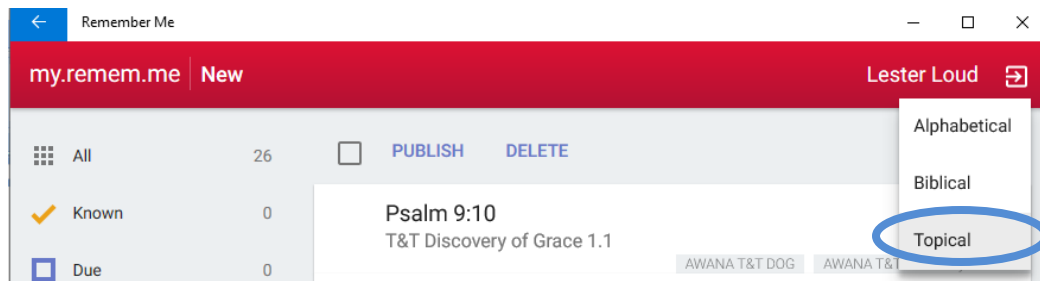 Remember Me
my.remem.me New Lester Loud
Alphabetical
All 26 PUBLISH DELETE
Biblical
Known 0 Psalm 9:10
T&T Discovery of Grace 1.1 Topical
AWANA T&T DOG AWANA T&T
Due 0